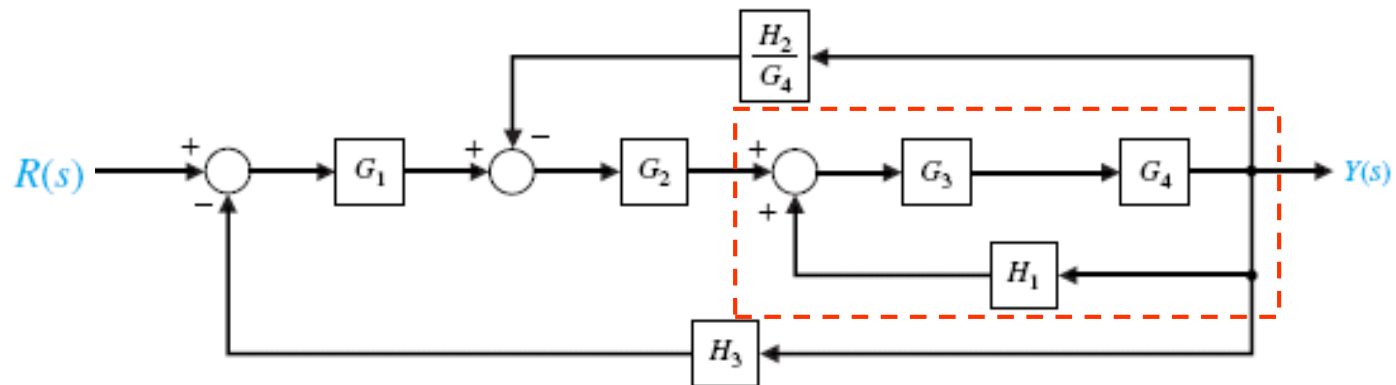 H₂
G₄
R(s) + − G₁ + − G₂ + + G₃ G₄ Y(s)
H₁
H₃